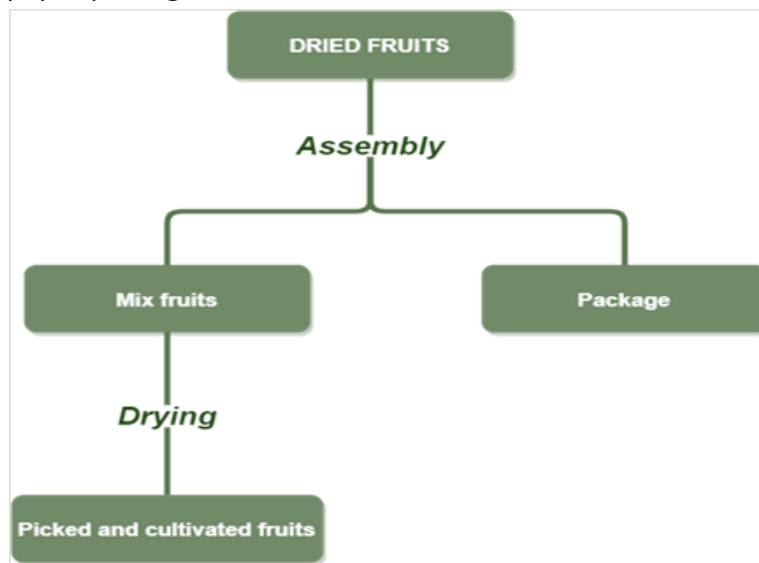 DRIED FRUITS
Assembly
Mix fruits
Package
Drying
Picked and cultivated fruits